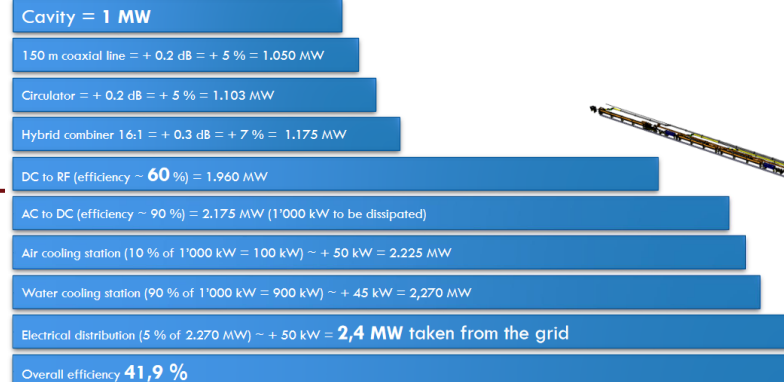 Cavity = 1 MW
150 m coaxial line = + 0.2 dB = + 5 % = 1.050 MW
Circulator = + 0.2 dB = + 5 % = 1.103 MW
Hybrid combiner 16:1 = + 0.3 dB = + 7 % = 1.175 MW
DC to RF (efficiency ~ 60 %) = 1.960 MW
AC to DC (efficiency ~ 90 %) = 2.175 MW (1'000 kW to be dissipated)
Air cooling station (10 % of 1'000 kW = 100 kW) ~ + 50 kW = 2.225 MW
Water cooling station (90 % of 1'000 kW = 900 kW) ~ + 45 kW = 2,270 MW
Electrical distribution (5 % of 2.270 MW) ~ + 50 kW = 2,4 MW taken from the grid
Overall efficiency 41,9 %